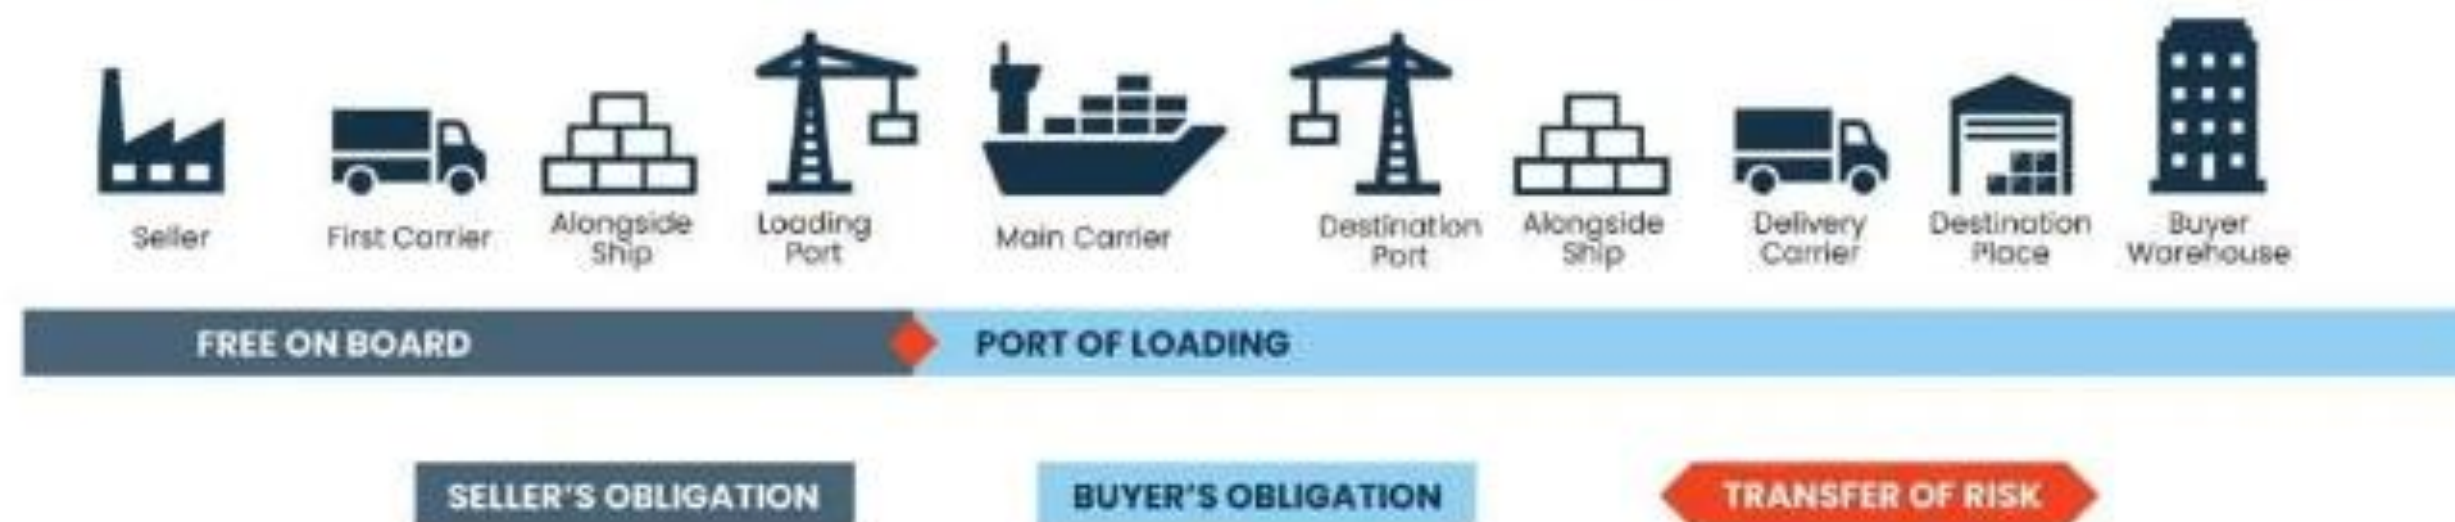 Seller
First Carrier
Alongside
Ship
Loading
Port
Main Carrier
Destination
Port
Alongside
Ship
Delivery
Carrier
Destination
Place
Buyer
Warehouse
FREE ON BOARD
PORT OF LOADING
SELLER'S OBLIGATION
BUYER'S OBLIGATION
TRANSFER OF RISK